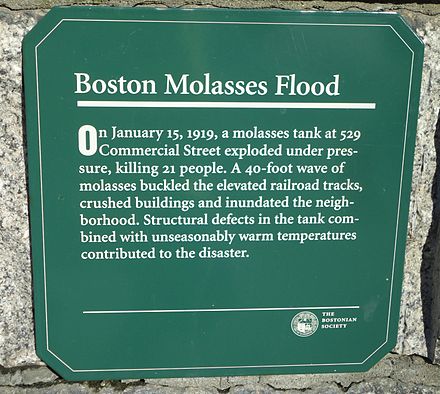 Boston Molasses Flood
On January 15, 1919, a molasses tank at 529
Commercial Street exploded under pres-
sure, killing 21 people. A 40-foot wave of
molasses buckled the elevated railroad tracks,
crushed buildings and inundated the neigh-
borhood. Structural defects in the tank com-
bined with unseasonably warm temperatures
contributed to the disaster.
THE
BOSTONIAN
SOCIETY